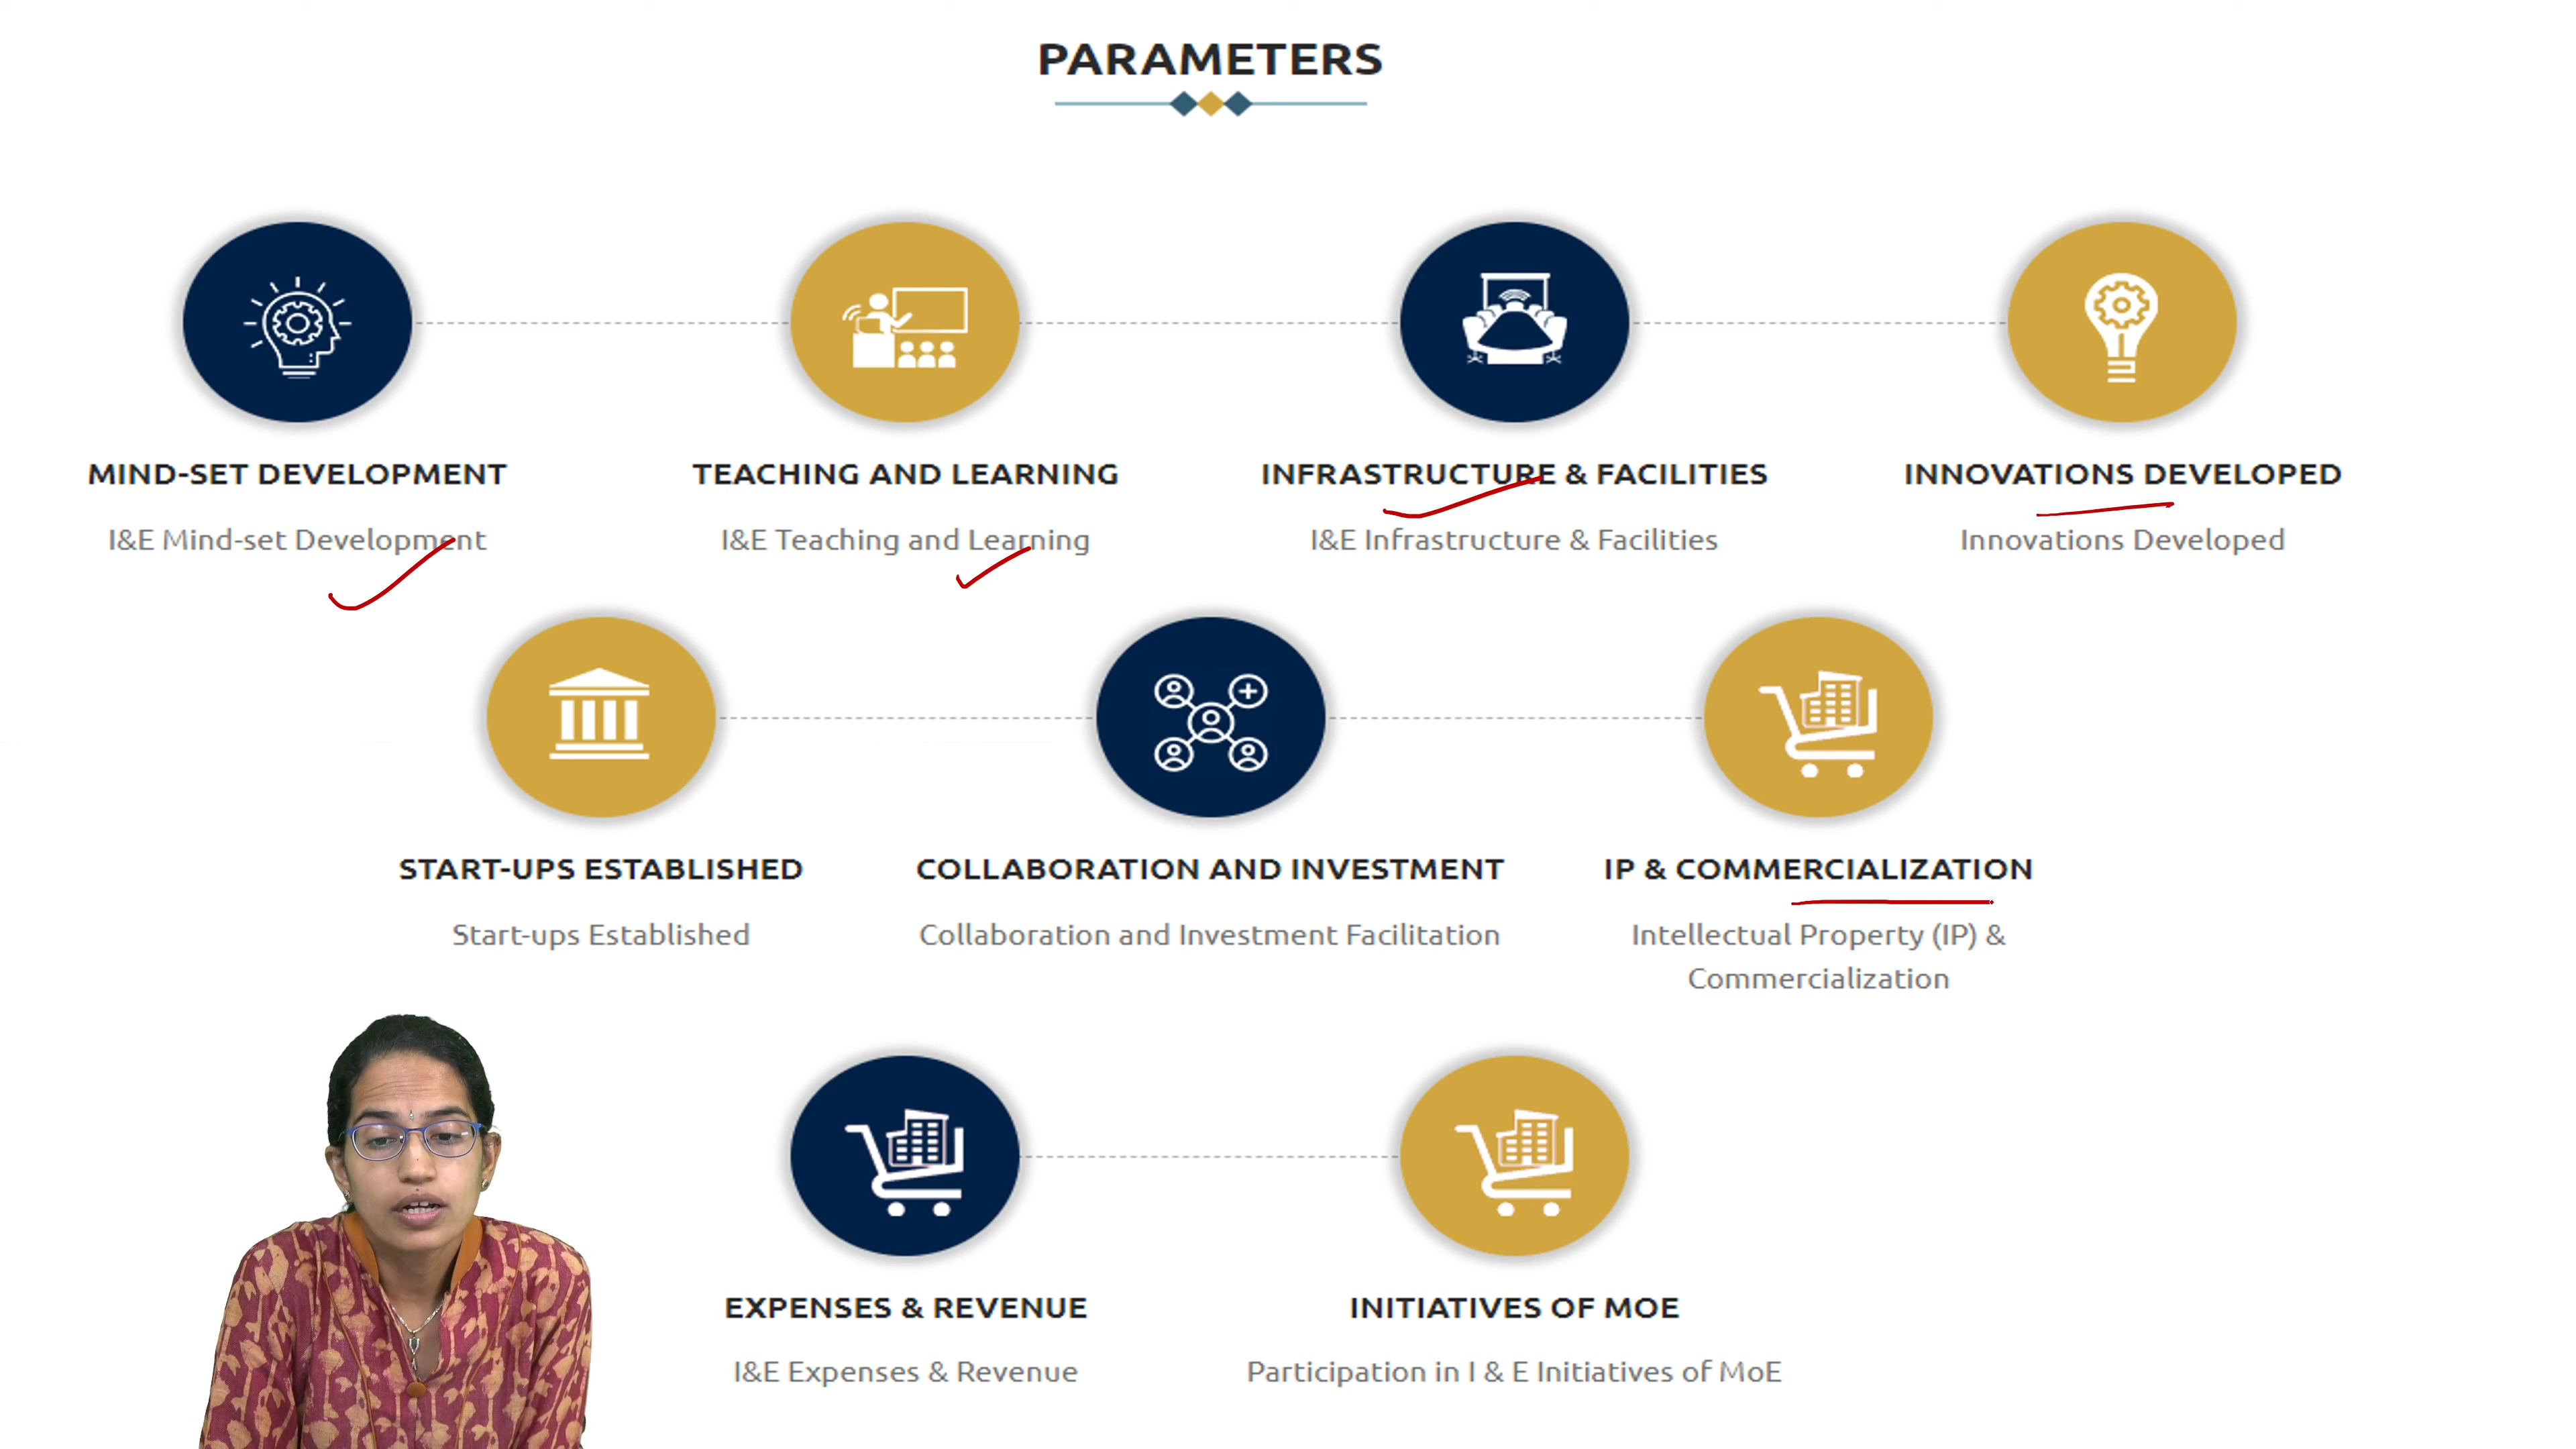 PARAMETERS
MIND-SET DEVELOPMENT
I&E Mind-set Development
TEACHING AND LEARNING
I&E Teaching and Learning
INFRASTRUCTURE & FACILITIES
I&E Infrastructure & Facilities
INNOVATIONS DEVELOPED
Innovations Developed
START-UPS ESTABLISHED
Start-ups Established
COLLABORATION AND INVESTMENT
Collaboration and Investment Facilitation
IP & COMMERCIALIZATION
Intellectual Property (IP) &
Commercialization
EXPENSES & REVENUE
I&E Expenses & Revenue
INITIATIVES OF MOE
Participation in I & E Initiatives of MoE